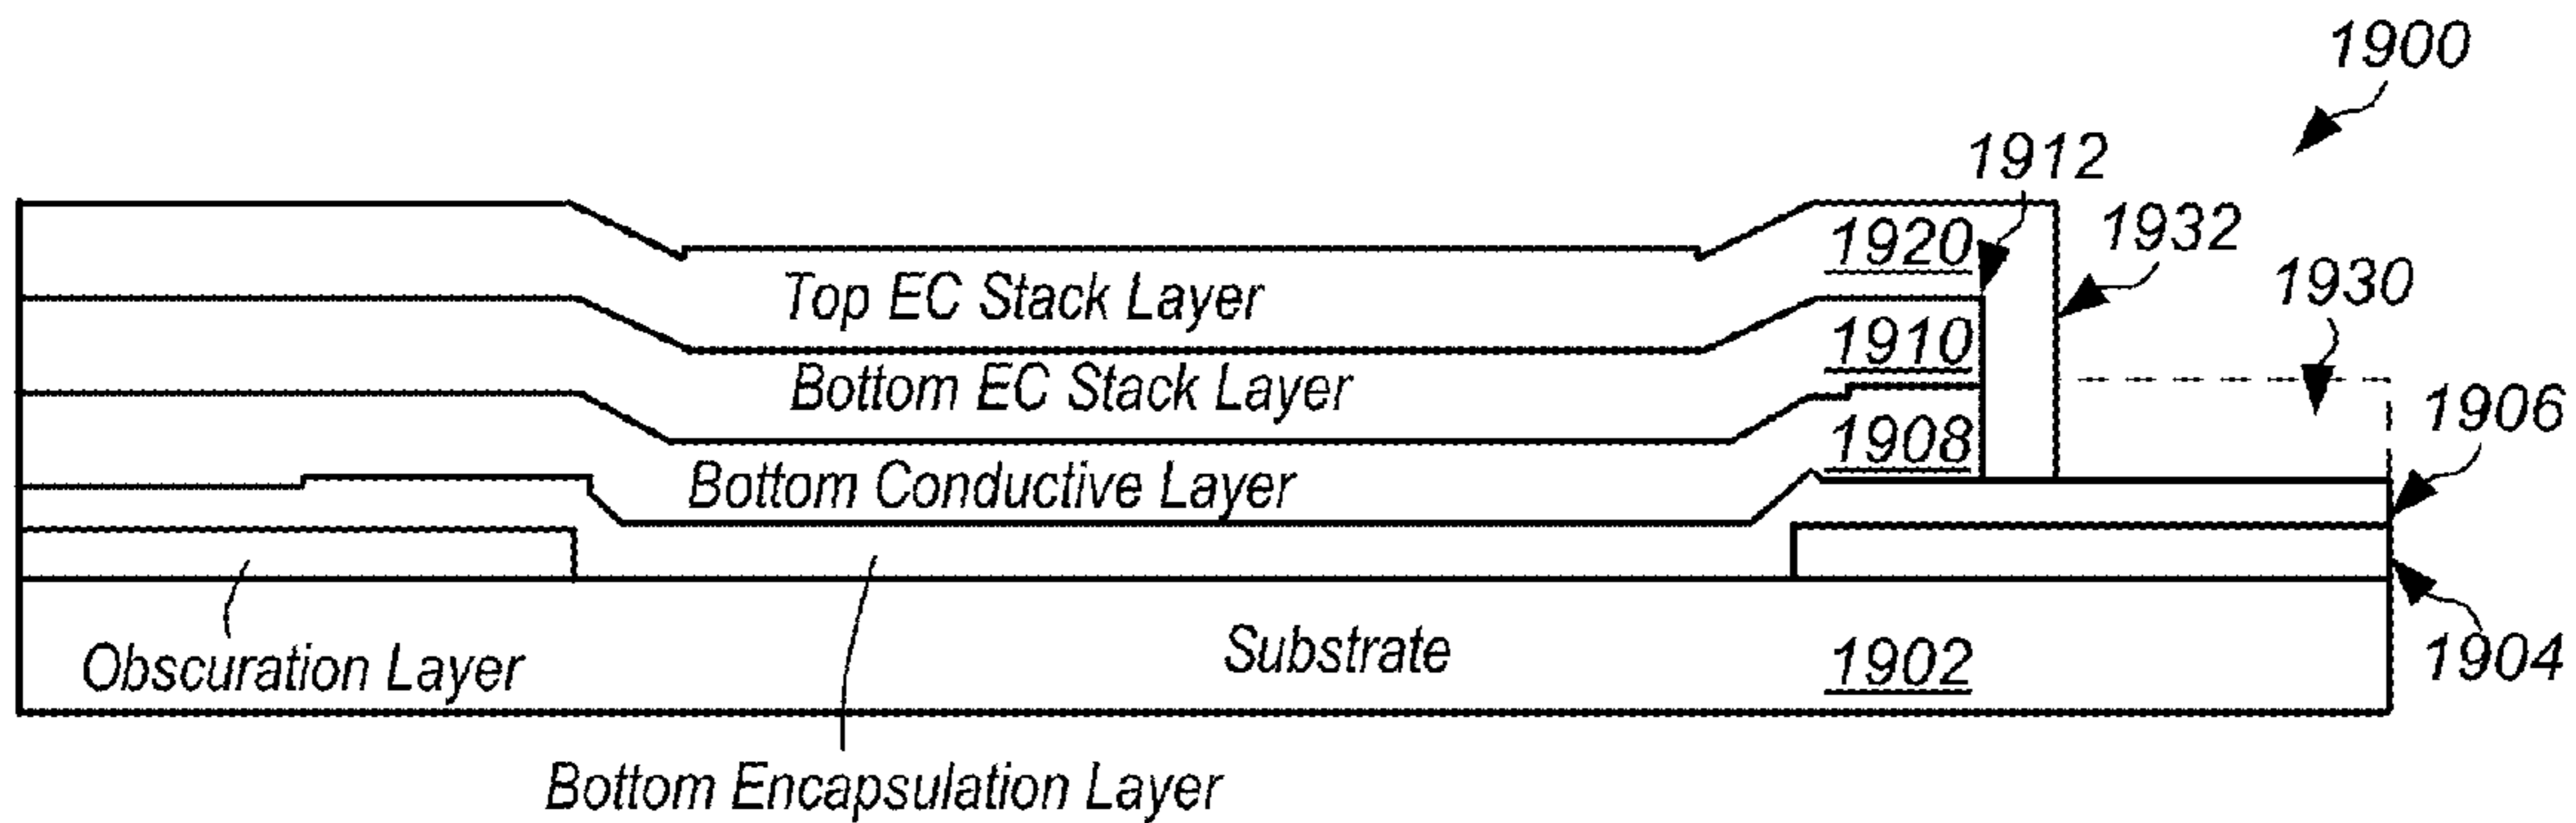 1900
1912
1920
1932
Top EC Stack Layer
1930
1910
Bottom EC Stack Layer
1906
1908
Bottom Conductive Layer
Obscuration Layer
Substrate
1902
1904
Bottom Encapsulation Layer